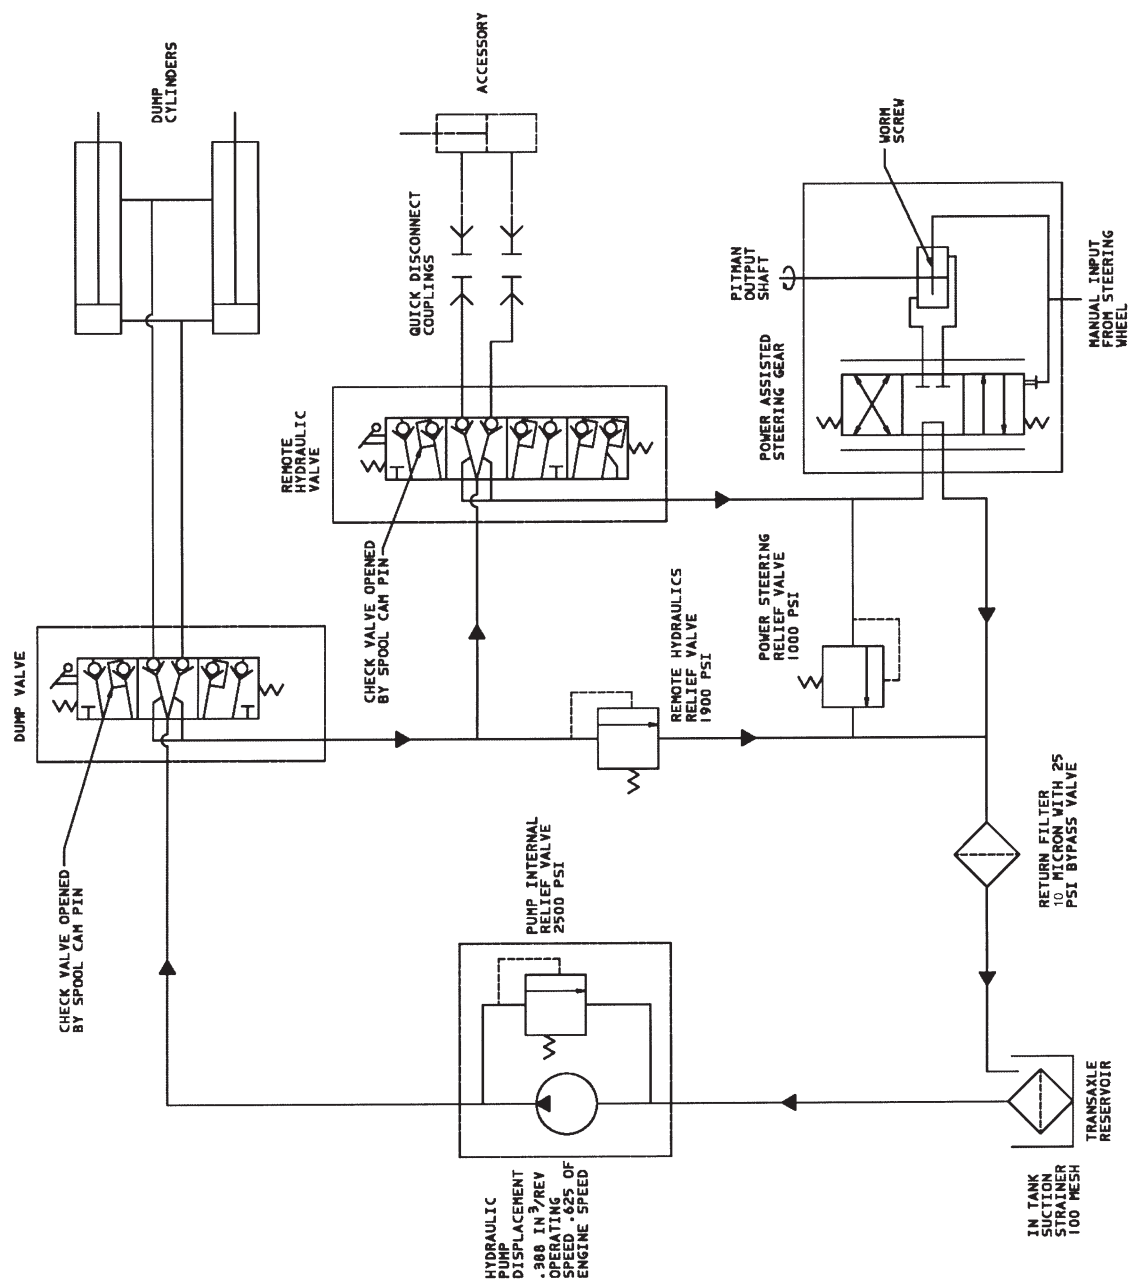 DUMP
CYLINDERS
ACCESSORY
WORM
SCREW
QUICK DISCONNECT
COUPLINGS
PITMAN
OUTPUT
SHAFT
MANUAL INPUT
FROM STEERING
WHEEL
POWER ASSISTED
STEERING GEAR
REMOTE
HYDRAULIC
VALVE
CHECK VALVE OPENED
BY SPOOL CAM PIN
DUMP VALVE
REMOTE HYDRAULICS
RELIEF VALVE
1900 PSI
POWER STEERING
RELIEF VALVE
1000 PSI
CHECK VALVE OPENED
BY SPOOL CAM PIN
PUMP INTERNAL
RELIEF VALVE
2500 PSI
RETURN FILTER
10 MICRON WITH 25
PSI BYPASS VALVE
HYDRAULIC
PUMP
DISPLACEMENT
.388 IN³/REV
OPERATING
SPEED .625 OF
ENGINE SPEED
TRANSAXLE
RESERVOIR
IN TANK
SUCTION
STRAINER
100 MESH